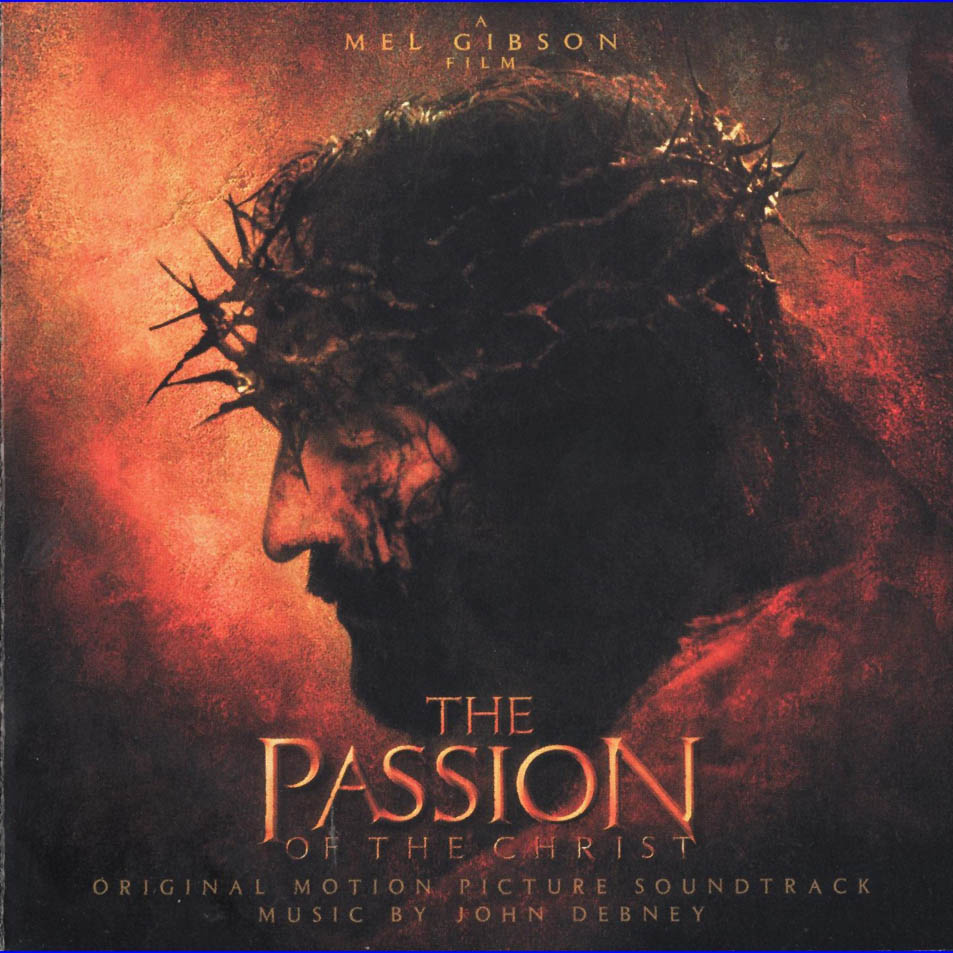 A
MEL GIBSON
FILM
THE
PASSION
OF THE CHRIST
ORIGINAL MOTION PICTURE SOUNDTRACK
MUSIC BY JOHN DEBNEY